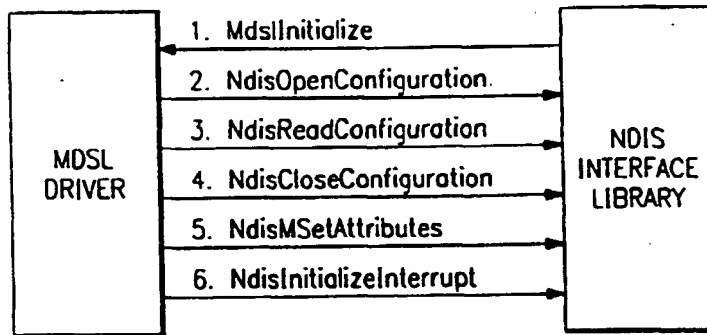 1. MdslInitialize
2. NdisOpenConfiguration
3. NdisReadConfiguration
4. NdisCloseConfiguration
5. NdisMSetAttributes
6. NdisInitializeInterrupt
MDSL
DRIVER
NDIS
INTERFACE
LIBRARY